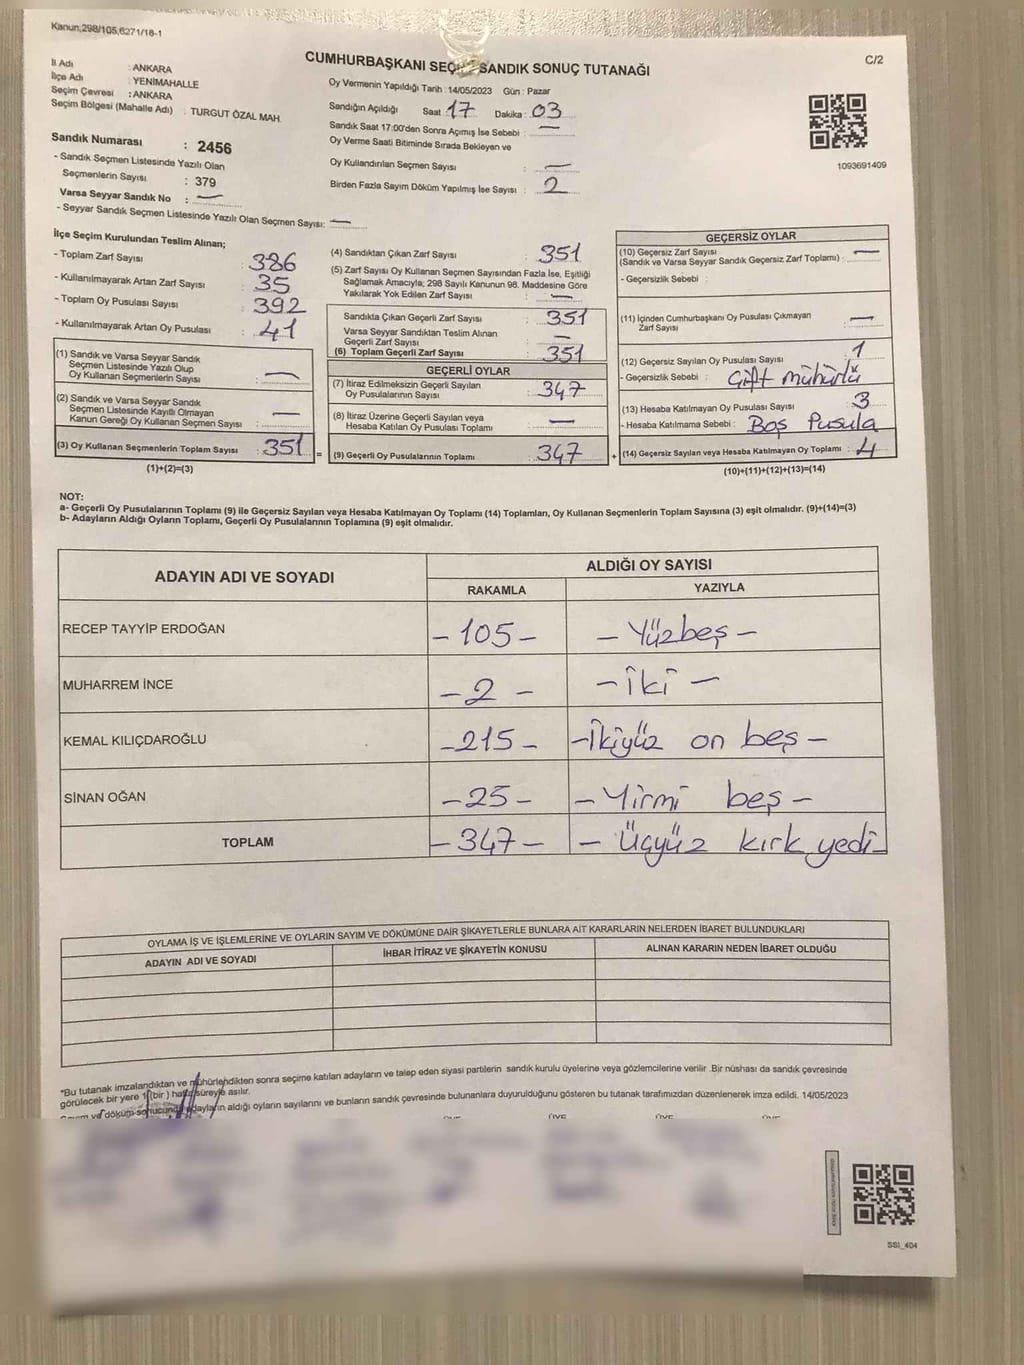 Kanun:298/105,6271/18-1
CUMHURBAŞKANI SEÇ SANDIK SONUÇ TUTANAĞI
C/2
İl Adı : ANKARA
İlçe Adı : YENİMAHALLE
Seçim Çevresi : ANKARA
Seçim Bölgesi (Mahalle Adı) : TURGUT ÖZAL MAH.
Sandık Numarası : 2456
- Sandık Seçmen Listesinde Yazılı Olan
Seçmenlerin Sayısı : 379
Varsa Seyyar Sandık No : —
- Seyyar Sandık Seçmen Listesinde Yazılı Olan Seçmen Sayısı: —
Oy Vermenin Yapıldığı Tarih : 14/05/2023 Gün : Pazar
Sandığın Açıldığı Saat 17 Dakika : 03
Sandık Saat 17:00'den Sonra Açımış İse Sebebi : —
Oy Verme Saati Bitiminde Sırada Bekleyen ve
Oy Kullandırılan Seçmen Sayısı : —
Birden Fazla Sayım Döküm Yapılmış İse Sayısı : 2
1093691409
İlçe Seçim Kurulundan Teslim Alınan;
- Toplam Zarf Sayısı : 386
- Kullanılmayarak Artan Zarf Sayısı : 35
- Toplam Oy Pusulası Sayısı : 392
- Kullanılmayarak Artan Oy Pusulası : 41
(1) Sandık ve Varsa Seyyar Sandık
Seçmen Listesinde Yazılı Olup
Oy Kullanan Seçmenlerin Sayısı : —
(2) Sandık ve Varsa Seyyar Sandık
Seçmen Listesinde Kayıtlı Olmayan
Kanun Gereği Oy Kullanan Seçmen Sayısı : —
(3) Oy Kullanan Seçmenlerin Toplam Sayısı : 351 =
(1)+(2)=(3)
(4) Sandıktan Çıkan Zarf Sayısı : 351
(5) Zarf Sayısı Oy Kullanan Seçmen Sayısından Fazla İse, Eşitliği
Sağlamak Amacıyla; 298 Sayılı Kanunun 98. Maddesine Göre
Yakılarak Yok Edilen Zarf Sayısı : —
Sandıkta Çıkan Geçerli Zarf Sayısı : 351
Varsa Seyyar Sandıktan Teslim Alınan
Geçerli Zarf Sayısı : —
(6) Toplam Geçerli Zarf Sayısı : 351
GEÇERLİ OYLAR
(7) İtiraz Edilmeksizin Geçerli Sayılan
Oy Pusulalarının Sayısı : 347
(8) İtiraz Üzerine Geçerli Sayılan veya
Hesaba Katılan Oy Pusulası Toplamı : —
(9) Geçerli Oy Pusulalarının Toplamı : 347 +
GEÇERSİZ OYLAR
(10) Geçersiz Zarf Sayısı
(Sandık ve Varsa Seyyar Sandık Geçersiz Zarf Toplamı) : —
- Geçersizlik Sebebi :
(11) İçinden Cumhurbaşkanı Oy Pusulası Çıkmayan
Zarf Sayısı : —
(12) Geçersiz Sayılan Oy Pusulası Sayısı : 1
- Geçersizlik Sebebi : Çift mühürlü
(13) Hesaba Katılmayan Oy Pusulası Sayısı : 3
- Hesaba Katılmama Sebebi : Boş Pusula
(14) Geçersiz Sayılan veya Hesaba Katılmayan Oy Toplamı : 4
(10)+(11)+(12)+(13)=(14)
NOT:
a- Geçerli Oy Pusulalarının Toplamı (9) ile Geçersiz Sayılan veya Hesaba Katılmayan Oy Toplamı (14) Toplamları, Oy Kullanan Seçmenlerin Toplam Sayısına (3) eşit olmalıdır. (9)+(14)=(3)
b- Adayların Aldığı Oyların Toplamı, Geçerli Oy Pusulalarının Toplamına (9) eşit olmalıdır.
ADAYIN ADI VE SOYADI ALDIĞI OY SAYISI
RAKAMLA YAZIYLA
RECEP TAYYİP ERDOĞAN - 105 - - Yüzbeş -
MUHARREM İNCE - 2 - - İki -
KEMAL KILIÇDAROĞLU - 215 - - İkiyüz on beş -
SİNAN OĞAN - 25 - - Yirmi beş -
TOPLAM - 347 - - Üçyüz kırk yedi -
OYLAMA İŞ VE İŞLEMLERİNE VE OYLARIN SAYIM VE DÖKÜMÜNE DAİR ŞİKAYETLERLE BUNLARA AİT KARARLARIN NELERDEN İBARET BULUNDUKLARI
ADAYIN ADI VE SOYADI İHBAR İTİRAZ VE ŞİKAYETİN KONUSU ALINAN KARARIN NEDEN İBARET OLDUĞU
"Bu tutanak imzalandıktan ve mühürlendikten sonra seçime katılan adayların ve talep eden siyasi partilerin sandık kurulu üyelerine veya gözlemcilerine verilir .Bir nüshası da sandık çevresinde
görülecek bir yere 1 (bir ) hafta süreyle asılır.
ve döküm sonucunda adayların aldığı oyların sayılarını ve bunların sandık çevresinde bulunanlara duyurulduğunu gösteren bu tutanak tarafımızdan düzenlenerek imza edildi. 14/05/2023
ÜYE ÜYE ÜYE ÜYE
SSI_404